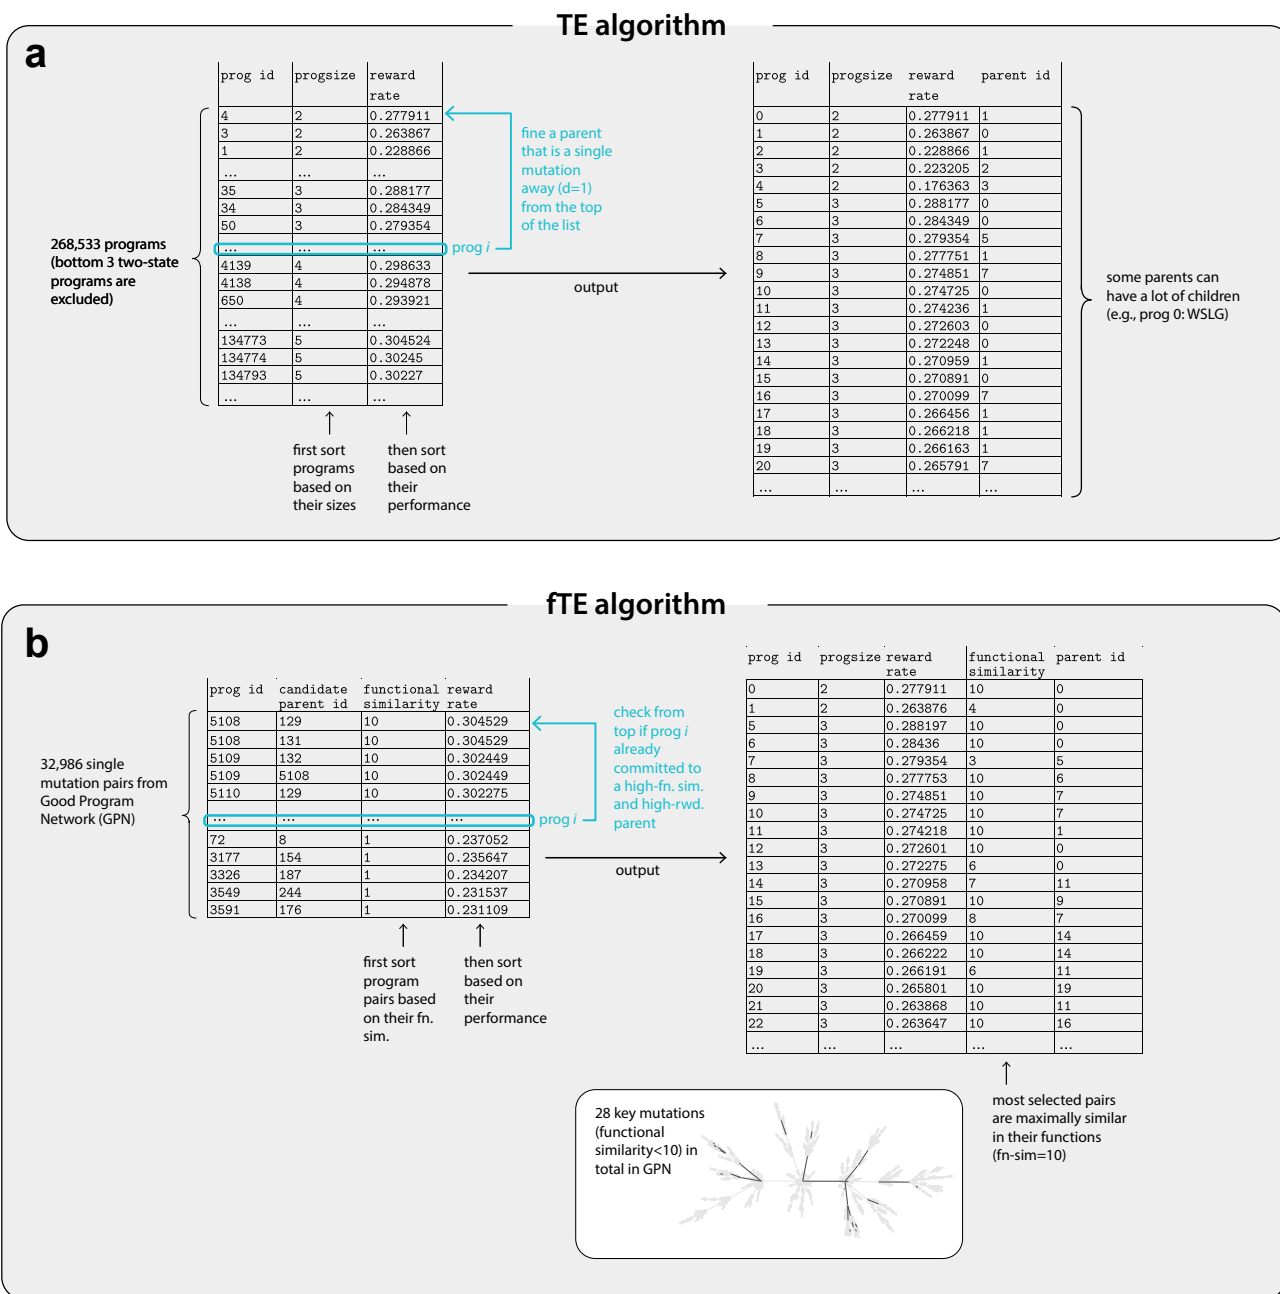 TE algorithm
a
prog id progsize reward rate
4 2 0.277911
3 2 0.263867
1 2 0.228866
... ... ...
35 3 0.288177
34 3 0.284349
50 3 0.279354
... ... ...
4139 4 0.298633
4138 4 0.294878
650 4 0.293921
... ... ...
134773 5 0.304524
134774 5 0.30245
134793 5 0.30227
... ... ...
268,533 programs
(bottom 3 two-state
programs are
excluded)
fine a parent
that is a single
mutation
away (d=1)
from the top
of the list
prog i
first sort
programs
based on
their sizes
then sort
based on
their
performance
output
prog id progsize reward rate parent id
0 2 0.277911 1
1 2 0.263867 0
2 2 0.228866 1
3 2 0.223205 2
4 2 0.176363 3
5 3 0.288177 0
6 3 0.284349 0
7 3 0.279354 5
8 3 0.277751 1
9 3 0.274851 7
10 3 0.274725 0
11 3 0.274236 1
12 3 0.272603 0
13 3 0.272248 0
14 3 0.270959 1
15 3 0.270891 0
16 3 0.270099 7
17 3 0.266456 1
18 3 0.266218 1
19 3 0.266163 1
20 3 0.265791 7
... ... ... ...
some parents can
have a lot of children
(e.g., prog 0: WSLG)
fTE algorithm
b
prog id candidate parent id functional similarity reward rate
5108 129 10 0.304529
5108 131 10 0.304529
5109 132 10 0.302449
5109 5108 10 0.302449
5110 129 10 0.302275
... ... ... ...
72 8 1 0.237052
3177 154 1 0.235647
3326 187 1 0.234207
3549 244 1 0.231537
3591 176 1 0.231109
32,986 single
mutation pairs from
Good Program
Network (GPN)
check from
top if prog i
already
committed to
a high-fn. sim.
and high-rwd.
parent
prog i
first sort
program
pairs based
on their fn.
sim.
then sort
based on
their
performance
output
prog id progsize reward rate functional similarity parent id
0 2 0.277911 10 0
1 2 0.263876 4 0
5 3 0.288197 10 0
6 3 0.28436 10 0
7 3 0.279354 3 5
8 3 0.277753 10 6
9 3 0.274851 10 7
10 3 0.274725 10 7
11 3 0.274218 10 1
12 3 0.272601 10 0
13 3 0.272275 6 0
14 3 0.270958 7 11
15 3 0.270891 10 9
16 3 0.270099 8 7
17 3 0.266459 10 14
18 3 0.266222 10 14
19 3 0.266191 6 11
20 3 0.265801 10 19
21 3 0.263868 10 11
22 3 0.263647 10 16
... ... ... ... ...
most selected pairs
are maximally similar
in their functions
(fn-sim=10)
28 key mutations
(functional
similarity<10) in
total in GPN